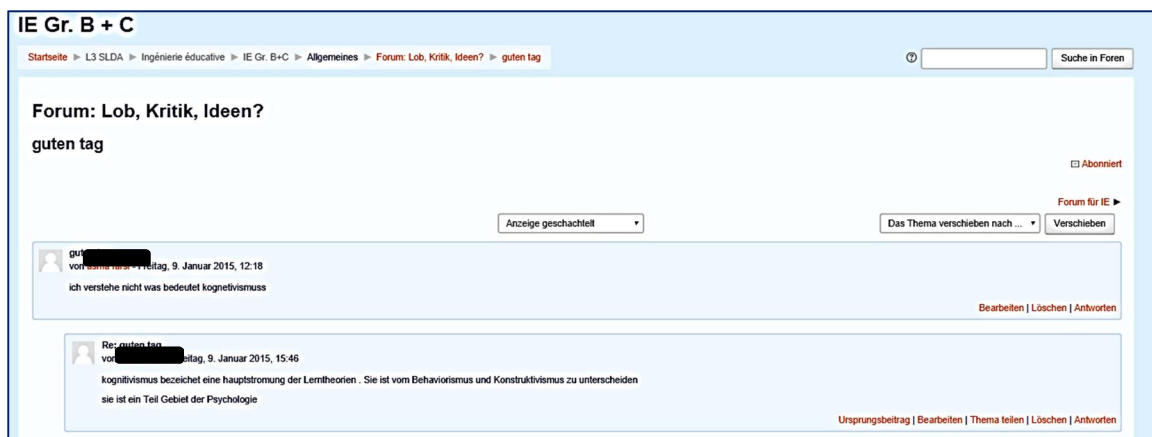 IE Gr. B + C
Startseite ► L3 SLDA ► Ingénierie éducative ► IE Gr. B+C ► Allgemeines ► Forum: Lob, Kritik, Ideen? ► guten tag
Suche in Foren
Forum: Lob, Kritik, Ideen?
guten tag
Abonniert
Forum für IE ►
Anzeige geschachtelt
Das Thema verschieben nach ...
Verschieben
gut
von - Freitag, 9. Januar 2015, 12:18
ich verstehe nicht was bedeutet kognetivismuss
Bearbeiten | Löschen | Antworten
Re: guten tag
von eitag, 9. Januar 2015, 15:46
kognitivismus bezeichet eine hauptstromung der Lerntheorien . Sie ist vom Behaviorismus und Konstruktivismus zu unterscheiden
sie ist ein Teil Gebiet der Psychologie
Ursprungsbeitrag | Bearbeiten | Thema teilen | Löschen | Antworten